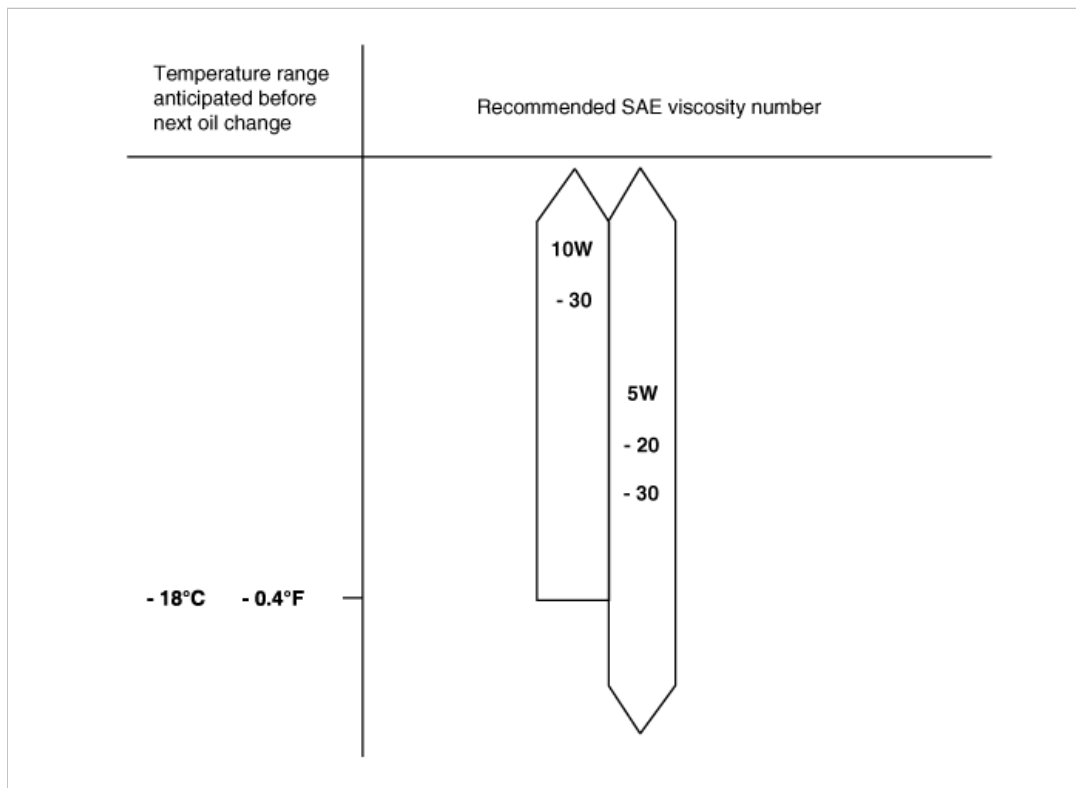 Temperature range
anticipated before
next oil change
Recommended SAE viscosity number
10W
- 30
5W
- 20
- 30
- 18°C - 0.4°F